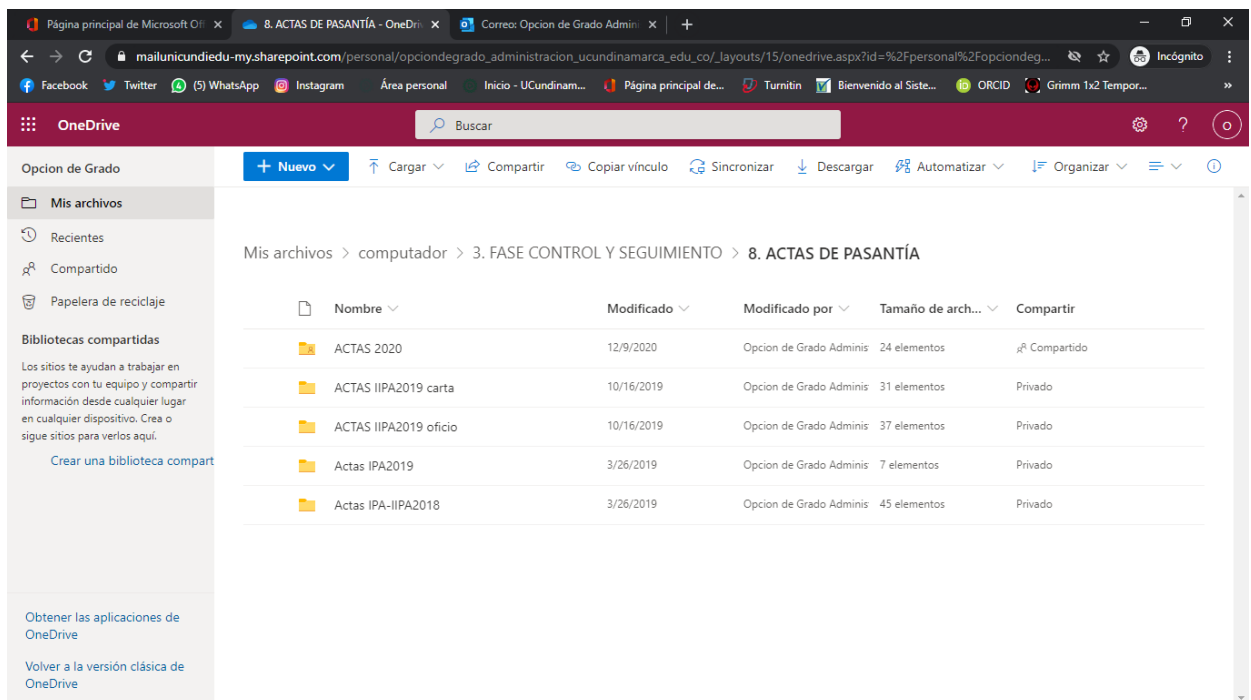 Página principal de Microsoft Off
8. ACTAS DE PASANTÍA - OneDriv
Correo: Opcion de Grado Admini
mailunicundiedu-my.sharepoint.com/personal/opciondegrado_administracion_ucundinamarca_edu_co/_layouts/15/onedrive.aspx?id=%2Fpersonal%2Fopciondeg...
Incógnito
Facebook Twitter (5) WhatsApp Instagram Área personal Inicio - UCundinam... Página principal de... Turnitin Bienvenido al Siste... ORCID Grimm 1x2 Tempor... »
OneDrive
Buscar
? O
Opcion de Grado
+ Nuevo Cargar Compartir Copiar vínculo Sincronizar Descargar Automatizar Organizar
Mis archivos
Recientes
Compartido
Papelera de reciclaje
Bibliotecas compartidas
Los sitios te ayudan a trabajar en
proyectos con tu equipo y compartir
información desde cualquier lugar
en cualquier dispositivo. Crea o
sigue sitios para verlos aquí.
Crear una biblioteca compart
Obtener las aplicaciones de
OneDrive
Volver a la versión clásica de
OneDrive
Mis archivos > computador > 3. FASE CONTROL Y SEGUIMIENTO > 8. ACTAS DE PASANTÍA
Nombre Modificado Modificado por Tamaño de arch... Compartir
ACTAS 2020 12/9/2020 Opcion de Grado Adminis 24 elementos Compartido
ACTAS IIPA2019 carta 10/16/2019 Opcion de Grado Adminis 31 elementos Privado
ACTAS IIPA2019 oficio 10/16/2019 Opcion de Grado Adminis 37 elementos Privado
Actas IPA2019 3/26/2019 Opcion de Grado Adminis 7 elementos Privado
Actas IPA-IIPA2018 3/26/2019 Opcion de Grado Adminis 45 elementos Privado